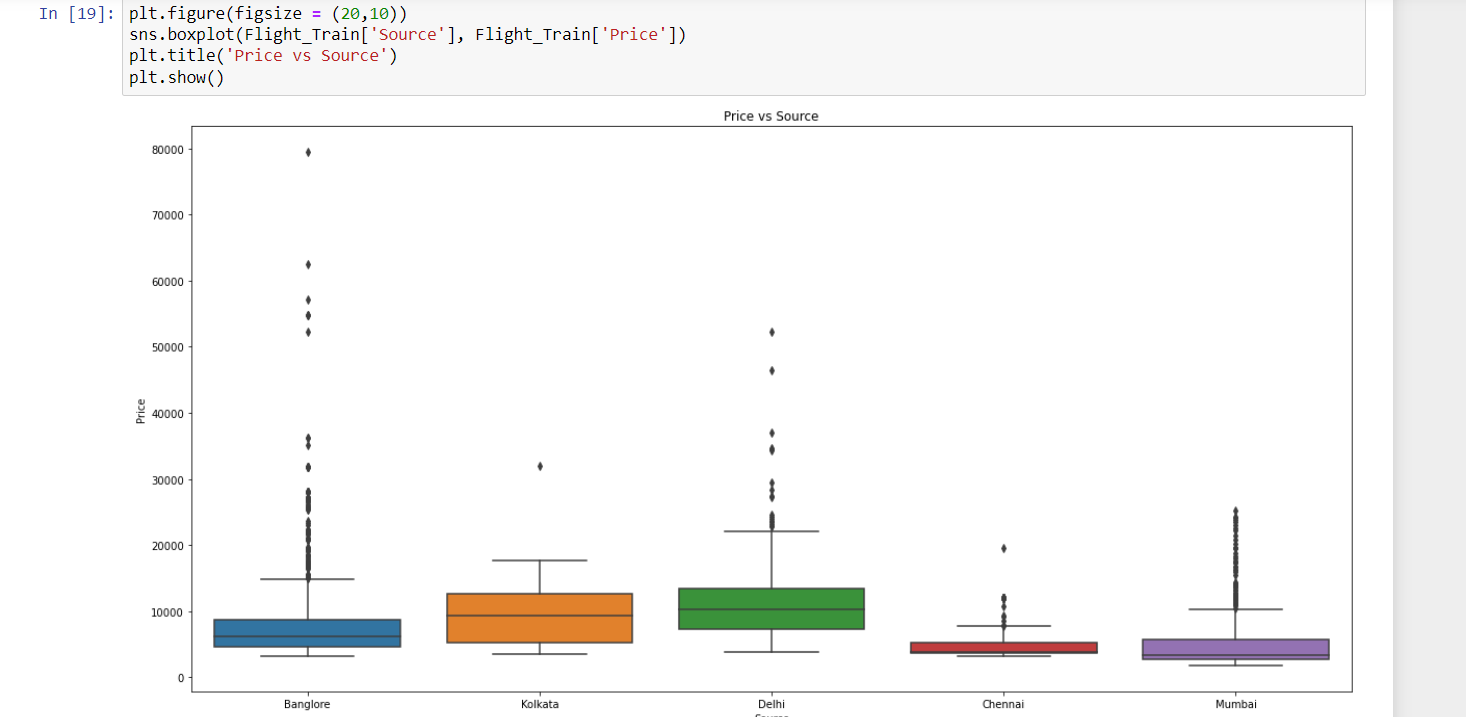 In [19]: plt.figure(figsize = (20,10))
sns.boxplot(Flight_Train['Source'], Flight_Train['Price'])
plt.title('Price vs Source')
plt.show()
Price vs Source
80000
70000
60000
50000
40000
30000
20000
10000
0
Price
Banglore Kolkata Delhi Chennai Mumbai